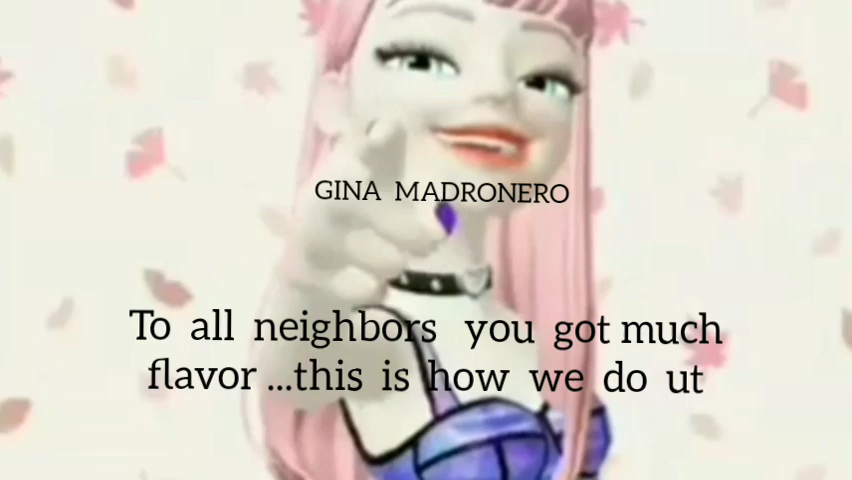 GINA MADRONERO
To all neighbors you got much
flavor ...this is how we do ut